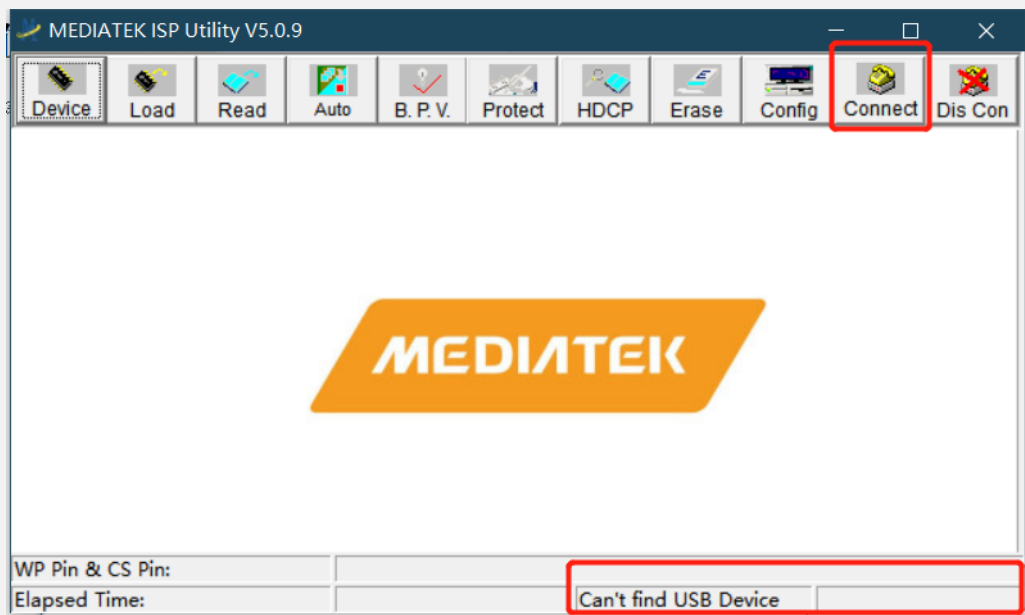 MEDIATEK ISP Utility V5.0.9
Device Load Read Auto B. P. V. Protect HDCP Erase Config Connect Dis Con
MEDIATEK
WP Pin & CS Pin:
Elapsed Time: Can't find USB Device